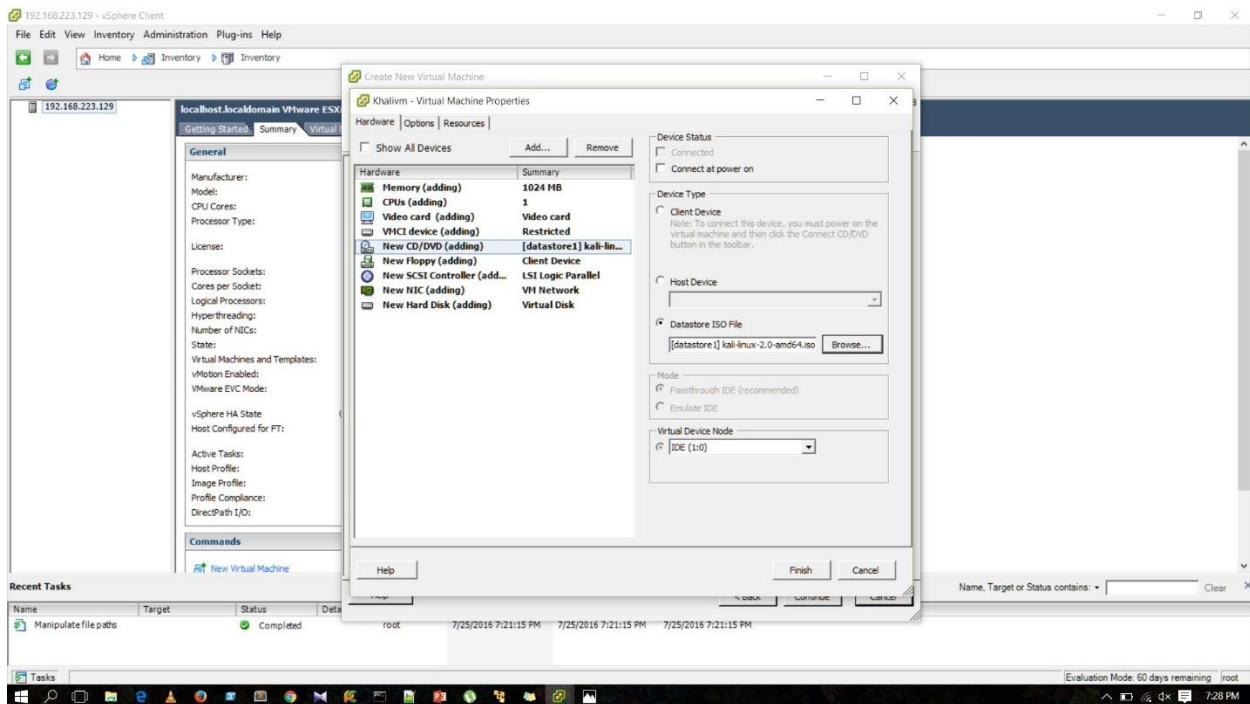 192.168.223.129 - vSphere Client
File Edit View Inventory Administration Plug-ins Help
Home Inventory Inventory
192.168.223.129
localhost.localdomain VMware ESX
Getting Started Summary Virtual
General
Manufacturer:
Model:
CPU Cores:
Processor Type:
License:
Processor Sockets:
Cores per Socket:
Logical Processors:
Hyperthreading:
Number of NICs:
State:
Virtual Machines and Templates:
vMotion Enabled:
VMware EVC Mode:
vSphere HA State
Host Configured for FT:
Active Tasks:
Host Profile:
Image Profile:
Profile Compliance:
DirectPath I/O:
Commands
New Virtual Machine
Create New Virtual Machine
Khalivm - Virtual Machine Properties
Hardware Options Resources
Show All Devices Add... Remove
Hardware Summary
Memory (adding) 1024 MB
CPUs (adding) 1
Video card (adding) Video card
VMCI device (adding) Restricted
New CD/DVD (adding) [datastore1] kali-lin...
New Floppy (adding) Client Device
New SCSI Controller (add... LSI Logic Parallel
New NIC (adding) VM Network
New Hard Disk (adding) Virtual Disk
Device Status
Connected
Connect at power on
Device Type
Client Device
Note: To connect this device, you must power on the
virtual machine and then click the Connect CD/DVD
button in the toolbar.
Host Device
Datastore ISO File
[datastore1] kali-linux-2.0-amd64.iso Browse...
Mode
Passthrough IDE (recommended)
Emulate IDE
Virtual Device Node
IDE (1:0)
Help Finish Cancel
Help < Back Continue Cancel
Recent Tasks Name, Target or Status contains: Clear
Name Target Status Deta
Manipulate file paths Completed root 7/25/2016 7:21:15 PM 7/25/2016 7:21:15 PM 7/25/2016 7:21:15 PM
Tasks Evaluation Mode: 60 days remaining root
7:28 PM